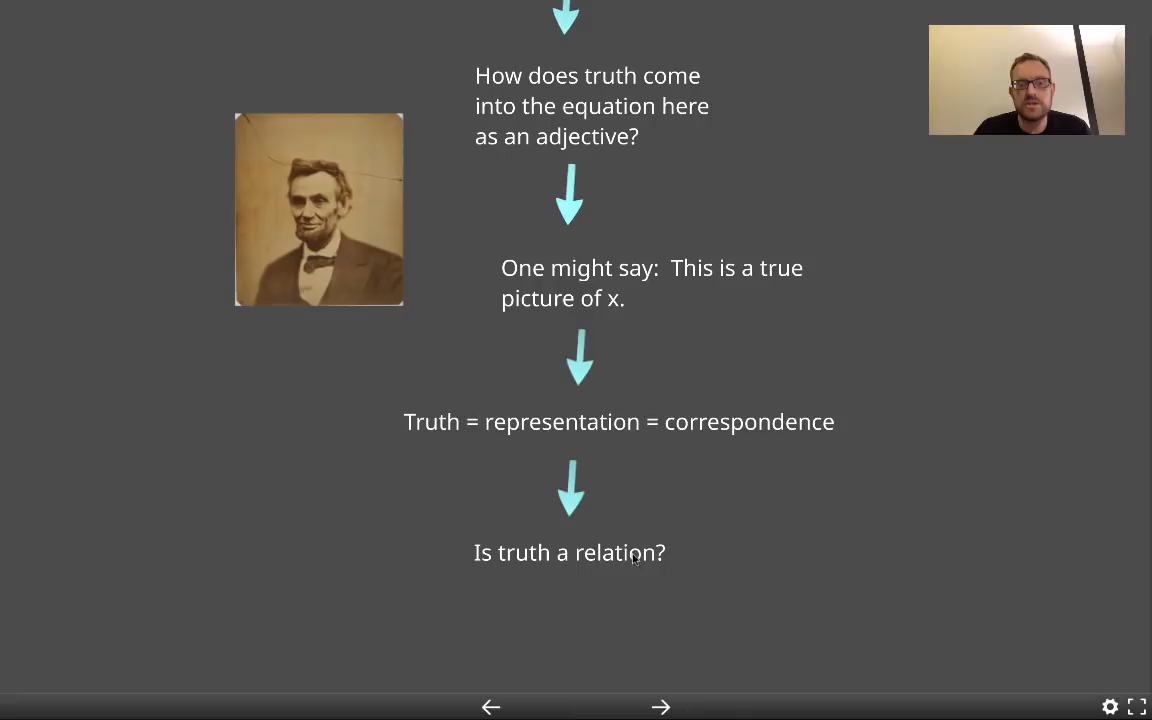 How does truth come
into the equation here
as an adjective?
One might say:  This is a true
picture of x.
Truth = representation = correspondence
Is truth a relation?